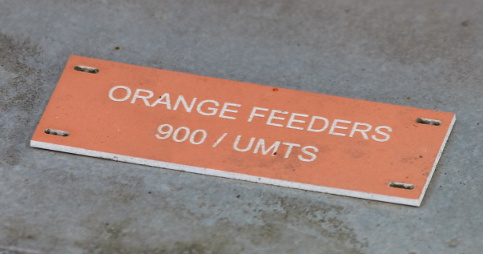 ORANGE FEEDERS
900 / UMTS